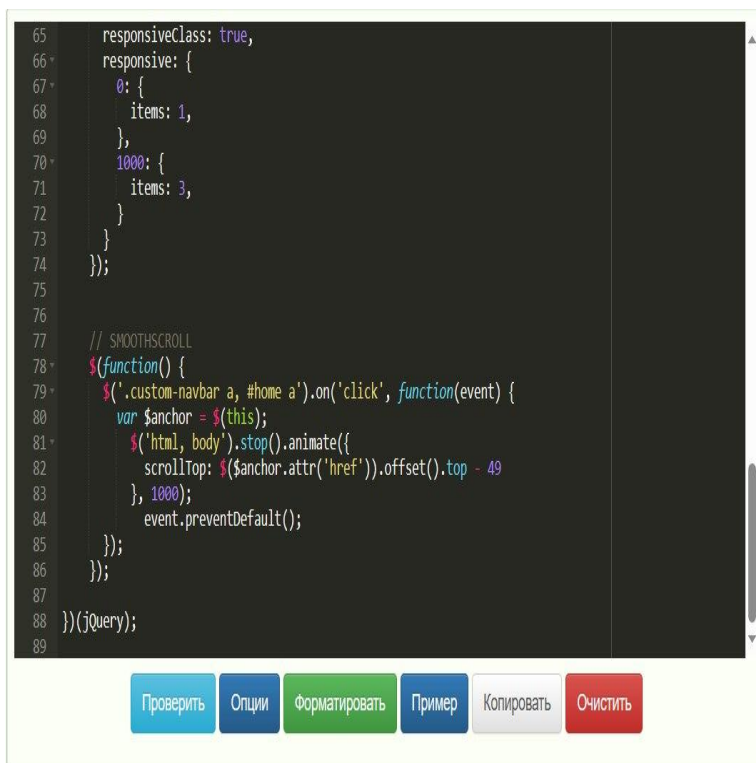 65 responsiveClass: true,
66 responsive: {
67 0: {
68 items: 1,
69 },
70 1000: {
71 items: 3,
72 }
73 }
74 });
75
76
77 // SMOOTHSCROLL
78 $(function() {
79 $('.custom-navbar a, #home a').on('click', function(event) {
80 var $anchor = $(this);
81 $('html, body').stop().animate({
82 scrollTop: $($anchor.attr('href')).offset().top - 49
83 }, 1000);
84 event.preventDefault();
85 });
86 });
87
88 })(jQuery);
89
Проверить Опции Форматировать Пример Копировать Очистить